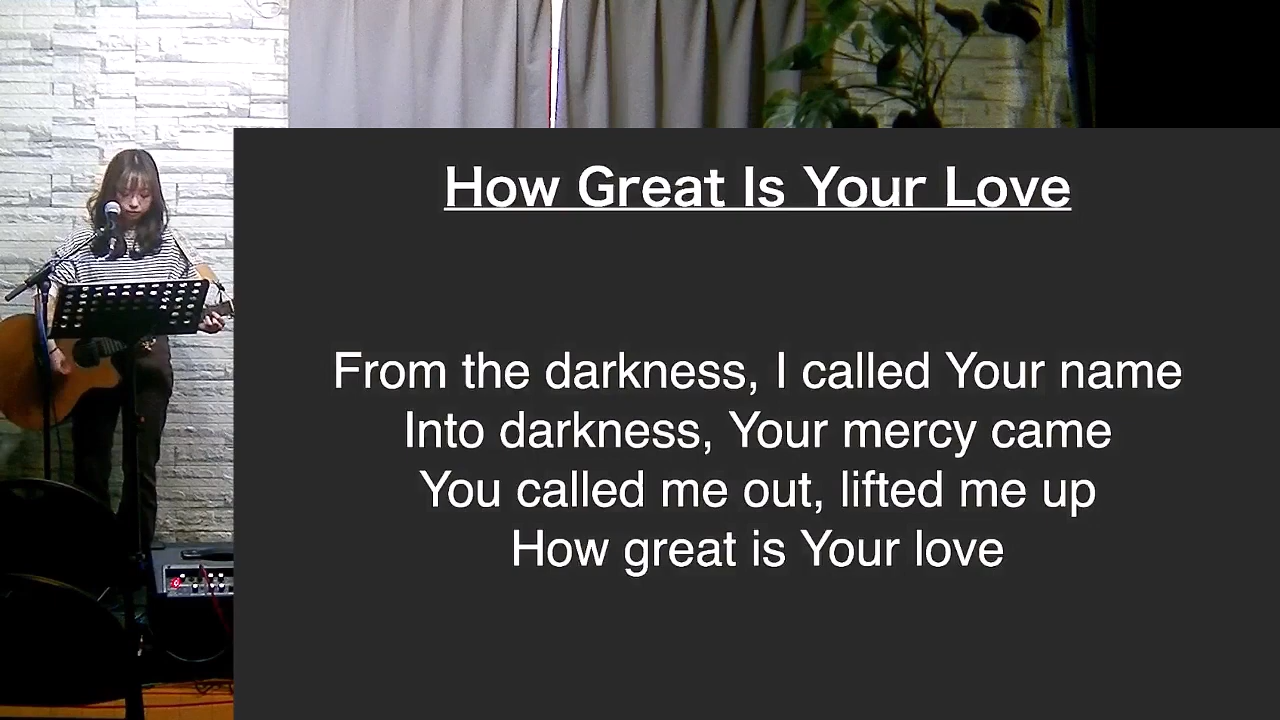 How Great Is Your Love
From the darkness, I called Your name
Into darkness, Your mercy came
You called me out, lifted me up
How great is Your love